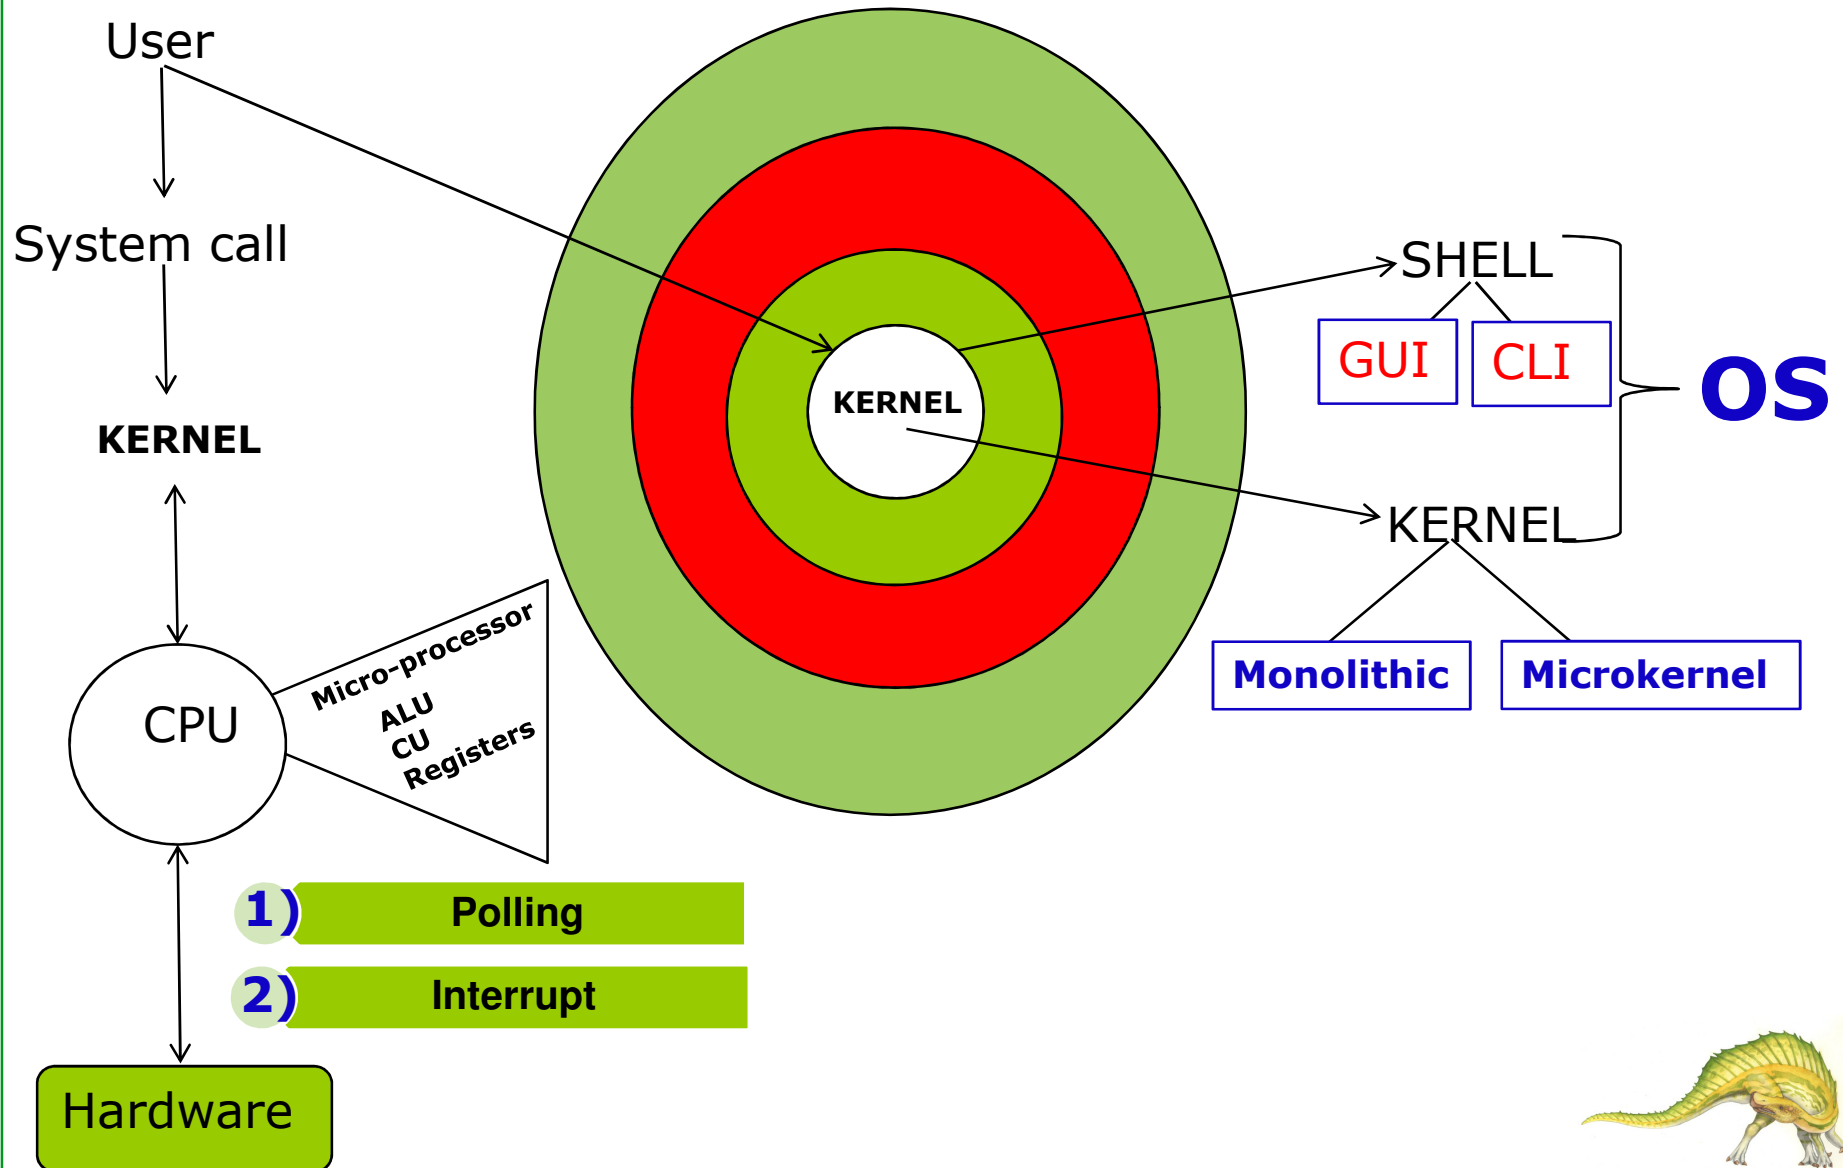 User
System call
KERNEL
CPU
Micro-processor
ALU
CU
Registers
1) Polling
2) Interrupt
Hardware
KERNEL
SHELL
GUI
CLI
OS
KERNEL
Monolithic
Microkernel